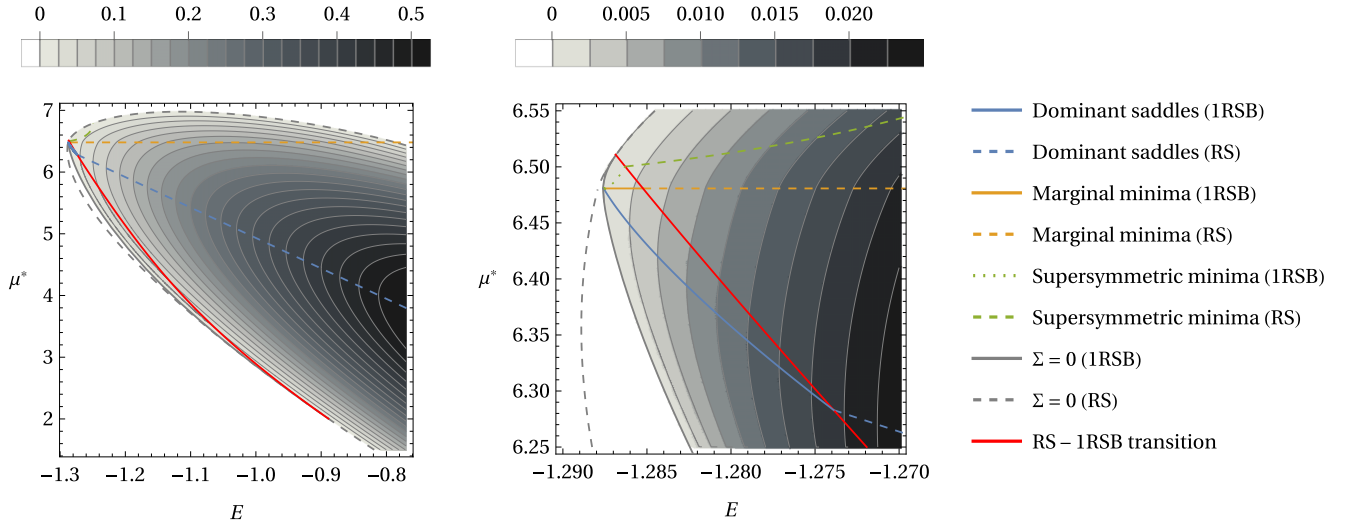 0 0.1 0.2 0.3 0.4 0.5
0 0.005 0.010 0.015 0.020
7
6
5
4
3
2
μ*
−1.3 −1.2 −1.1 −1.0 −0.9 −0.8
E
6.55
6.50
6.45
6.40
6.35
6.30
6.25
μ*
−1.290 −1.285 −1.280 −1.275 −1.270
E
Dominant saddles (1RSB)
Dominant saddles (RS)
Marginal minima (1RSB)
Marginal minima (RS)
Supersymmetric minima (1RSB)
Supersymmetric minima (RS)
Σ = 0 (1RSB)
Σ = 0 (RS)
RS – 1RSB transition